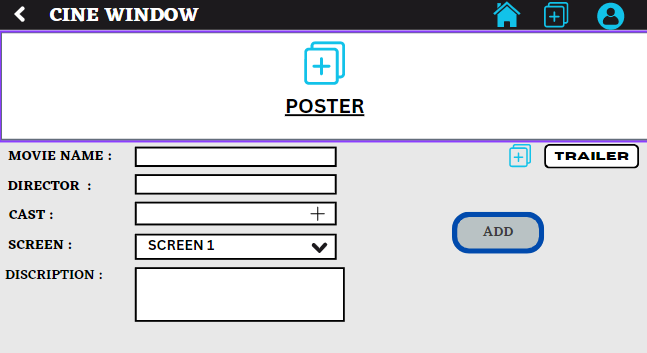 CINE WINDOW
POSTER
MOVIE NAME :
TRAILER
DIRECTOR :
CAST :
SCREEN :
SCREEN 1
ADD
DISCRIPTION :